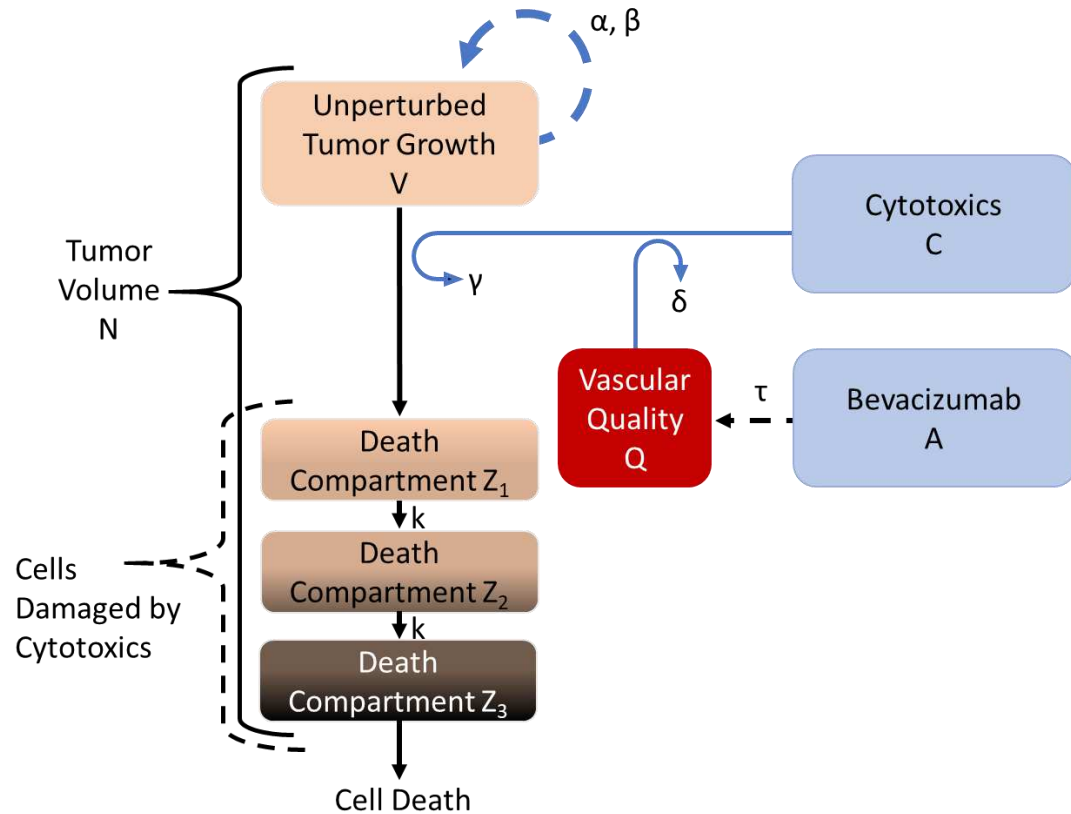 α, β
Unperturbed
Tumor Growth
V
Cytotoxics
C
Tumor
Volume
N
γ
δ
Vascular
Quality
Q
τ
Bevacizumab
A
Death
Compartment Z₁
k
Death
Compartment Z₂
k
Death
Compartment Z₃
Cells
Damaged by
Cytotoxics
Cell Death